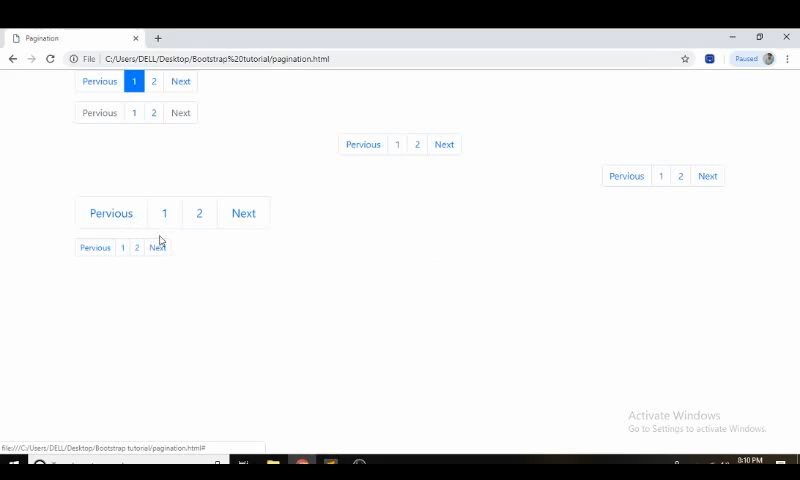 Pagination
File C:/Users/DELL/Desktop/Bootstrap%20tutorial/pagination.html Paused
Pervious 1 2 Next
Pervious 1 2 Next
Pervious 1 2 Next
Pervious 1 2 Next
Pervious 1 2 Next
Pervious 1 2 Next
Activate Windows
Go to Settings to activate Windows.
file:///C:/Users/DELL/Desktop/Bootstrap tutorial/pagination.html#
8:10 PM